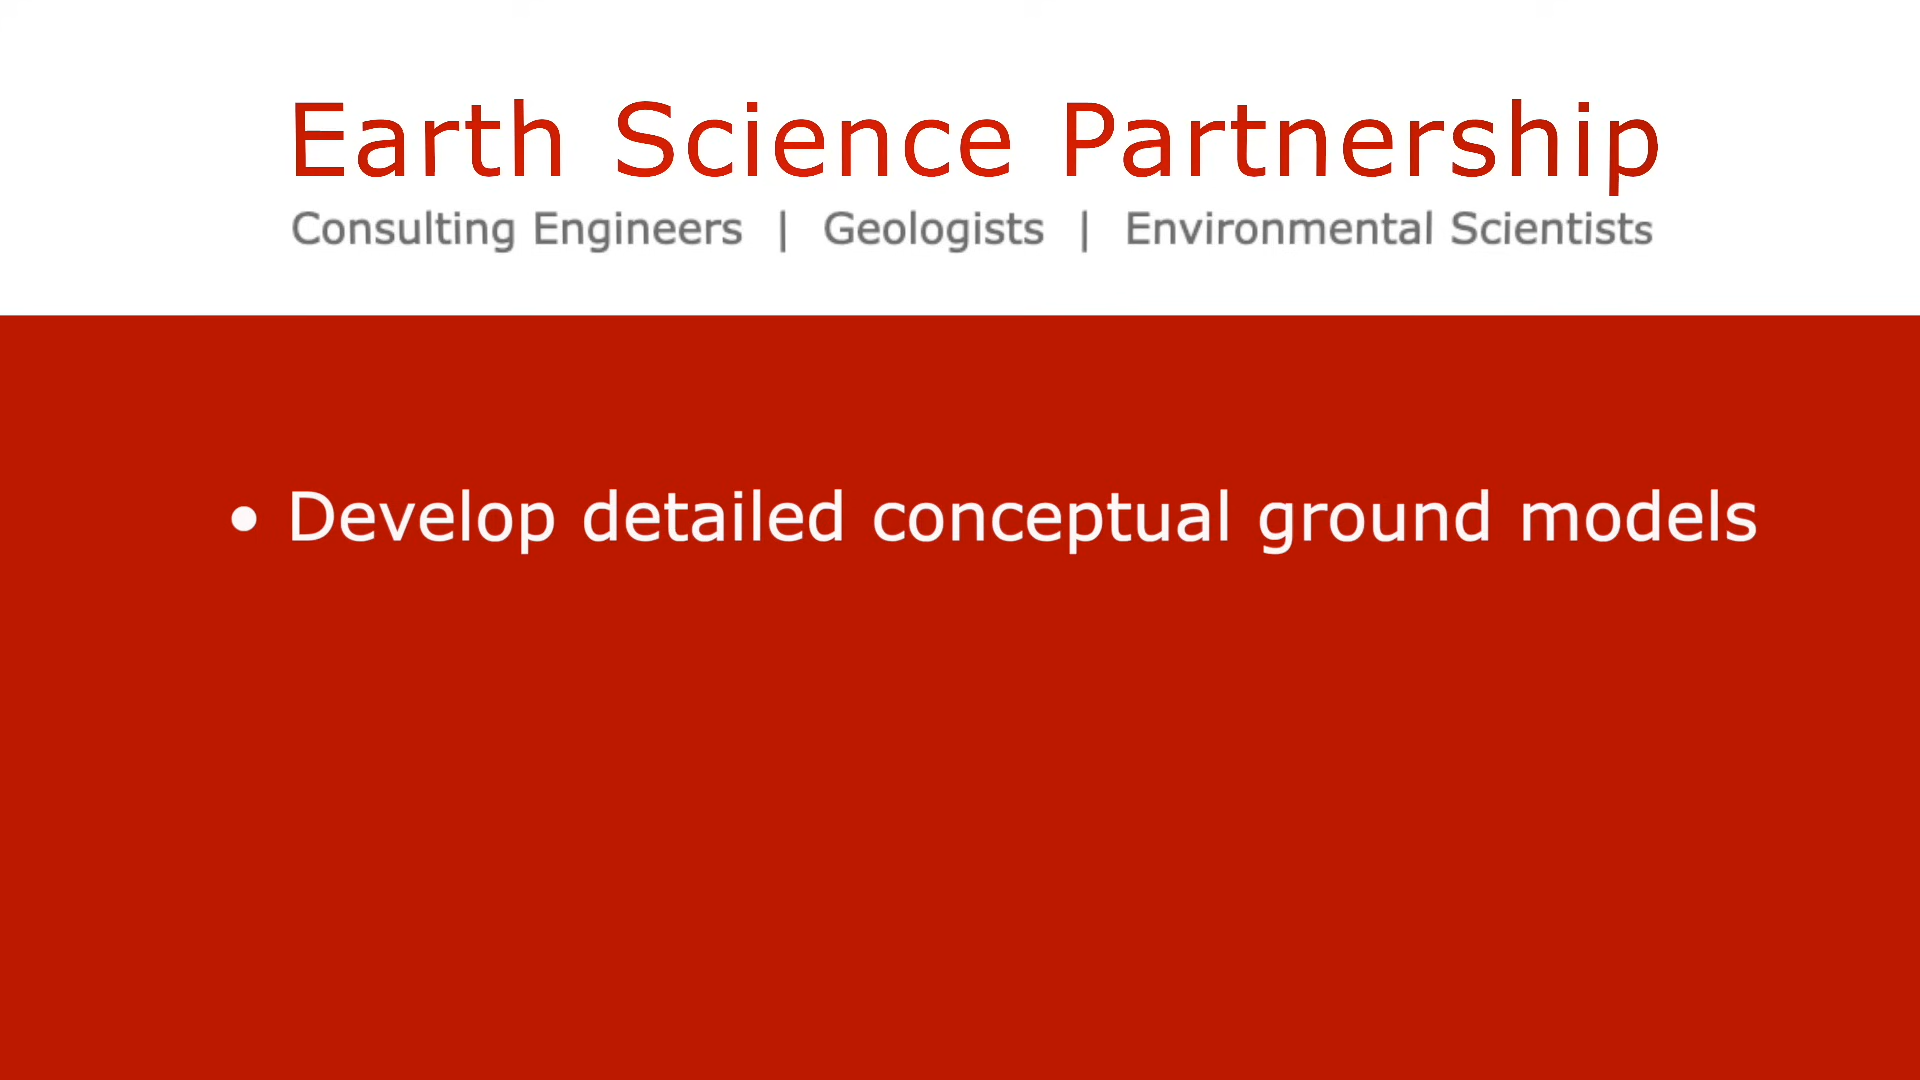 Earth Science Partnership
Consulting Engineers | Geologists | Environmental Scientists
• Develop detailed conceptual ground models